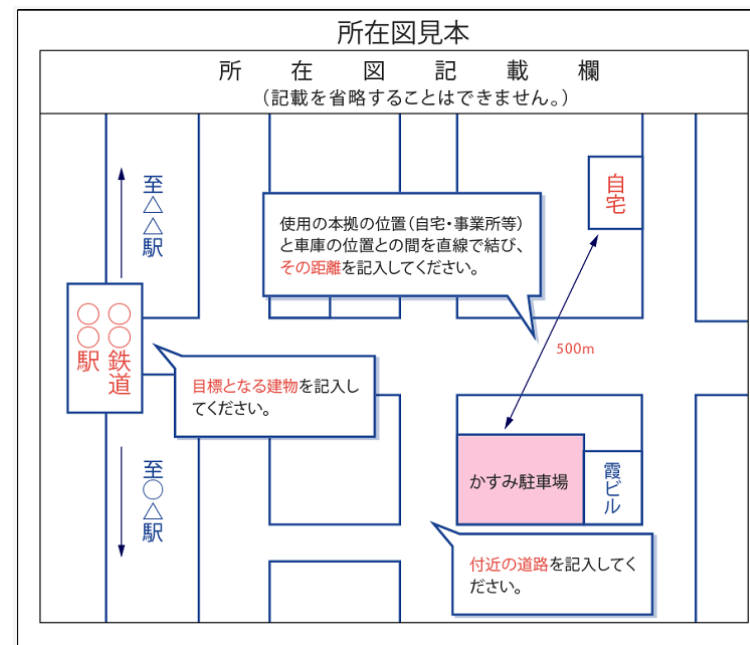 所在図見本
所在図記載欄
（記載を省略することはできません。）
至△△駅
自宅
使用の本拠の位置（自宅・事業所等）
と車庫の位置との間を直線で結び、
その距離を記入してください。
○○鉄道
○○駅
500m
目標となる建物を記入し
てください。
かすみ駐車場
霞ビル
至○△駅
付近の道路を記入してく
ださい。